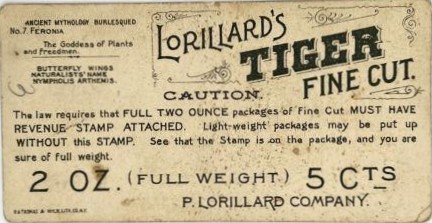 ANCIENT MYTHOLOGY BURLESQUED
No. 7. FERONIA
The Goddess of Plants
and Freedmen.
BUTTERFLY WINGS
NATURALISTS' NAME
NYMPHOLIS ARTHEMIS.
LORILLARD'S
TIGER
FINE CUT.
CAUTION.
The law requires that FULL TWO OUNCE packages of Fine Cut MUST HAVE
REVENUE STAMP ATTACHED. Light-weight packages may be put up
WITHOUT this STAMP. See that the Stamp is on the package, and you are
sure of full weight.
2 OZ. (FULL WEIGHT.) 5 CTS
P. LORILLARD COMPANY.